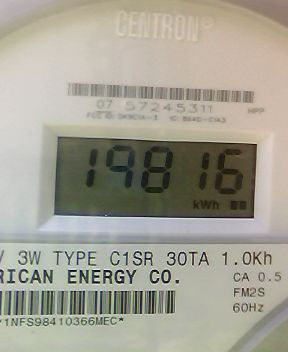 CENTRON®
07 57245311 HPP
19816
kWh
V 3W TYPE C1SR 30TA 1.0Kh
RICAN ENERGY CO. CA 0.5
FM2S
60Hz
*1NFS98410366MEC*